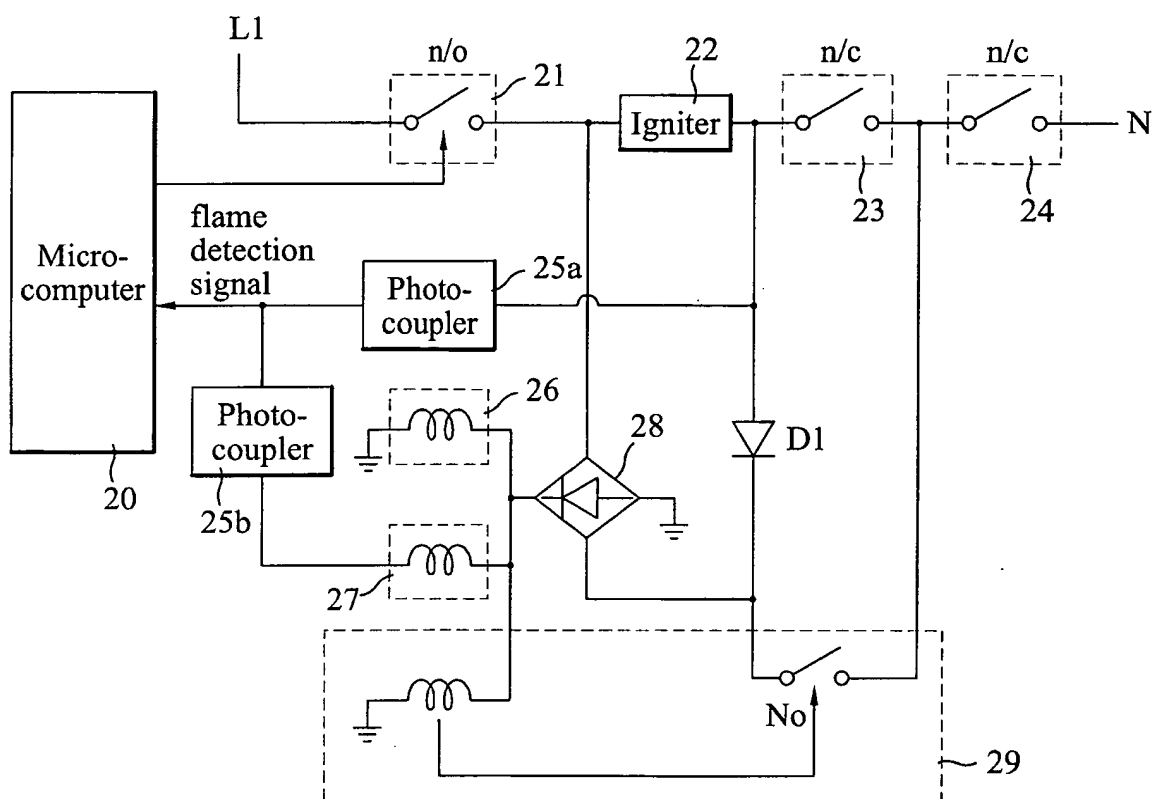 L1
n/o
21
22
Igniter
n/c
23
n/c
24
N
Micro-
computer
20
flame
detection
signal
Photo-
coupler
25a
Photo-
coupler
25b
26
27
28
D1
No
29